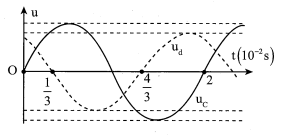 u
u_d
t(10⁻²s)
O
1/3
4/3
2
u_C